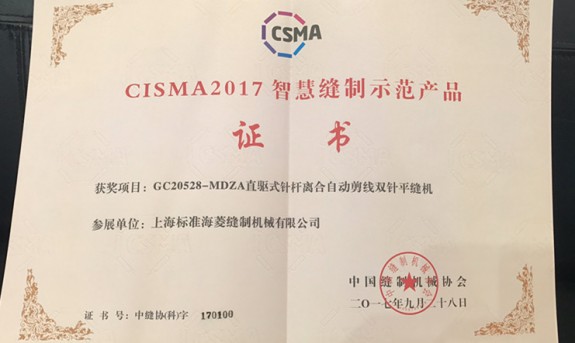 CSMA
CISMA2017 智慧缝制示范产品
证书
获奖项目：GC20528-MDZA直驱式针杆离合自动剪线双针平缝机
参展单位：上海标准海菱缝制机械有限公司
中国缝制机械协会
二〇一七年九月二十八日
证书号：中缝协(科)字 170100